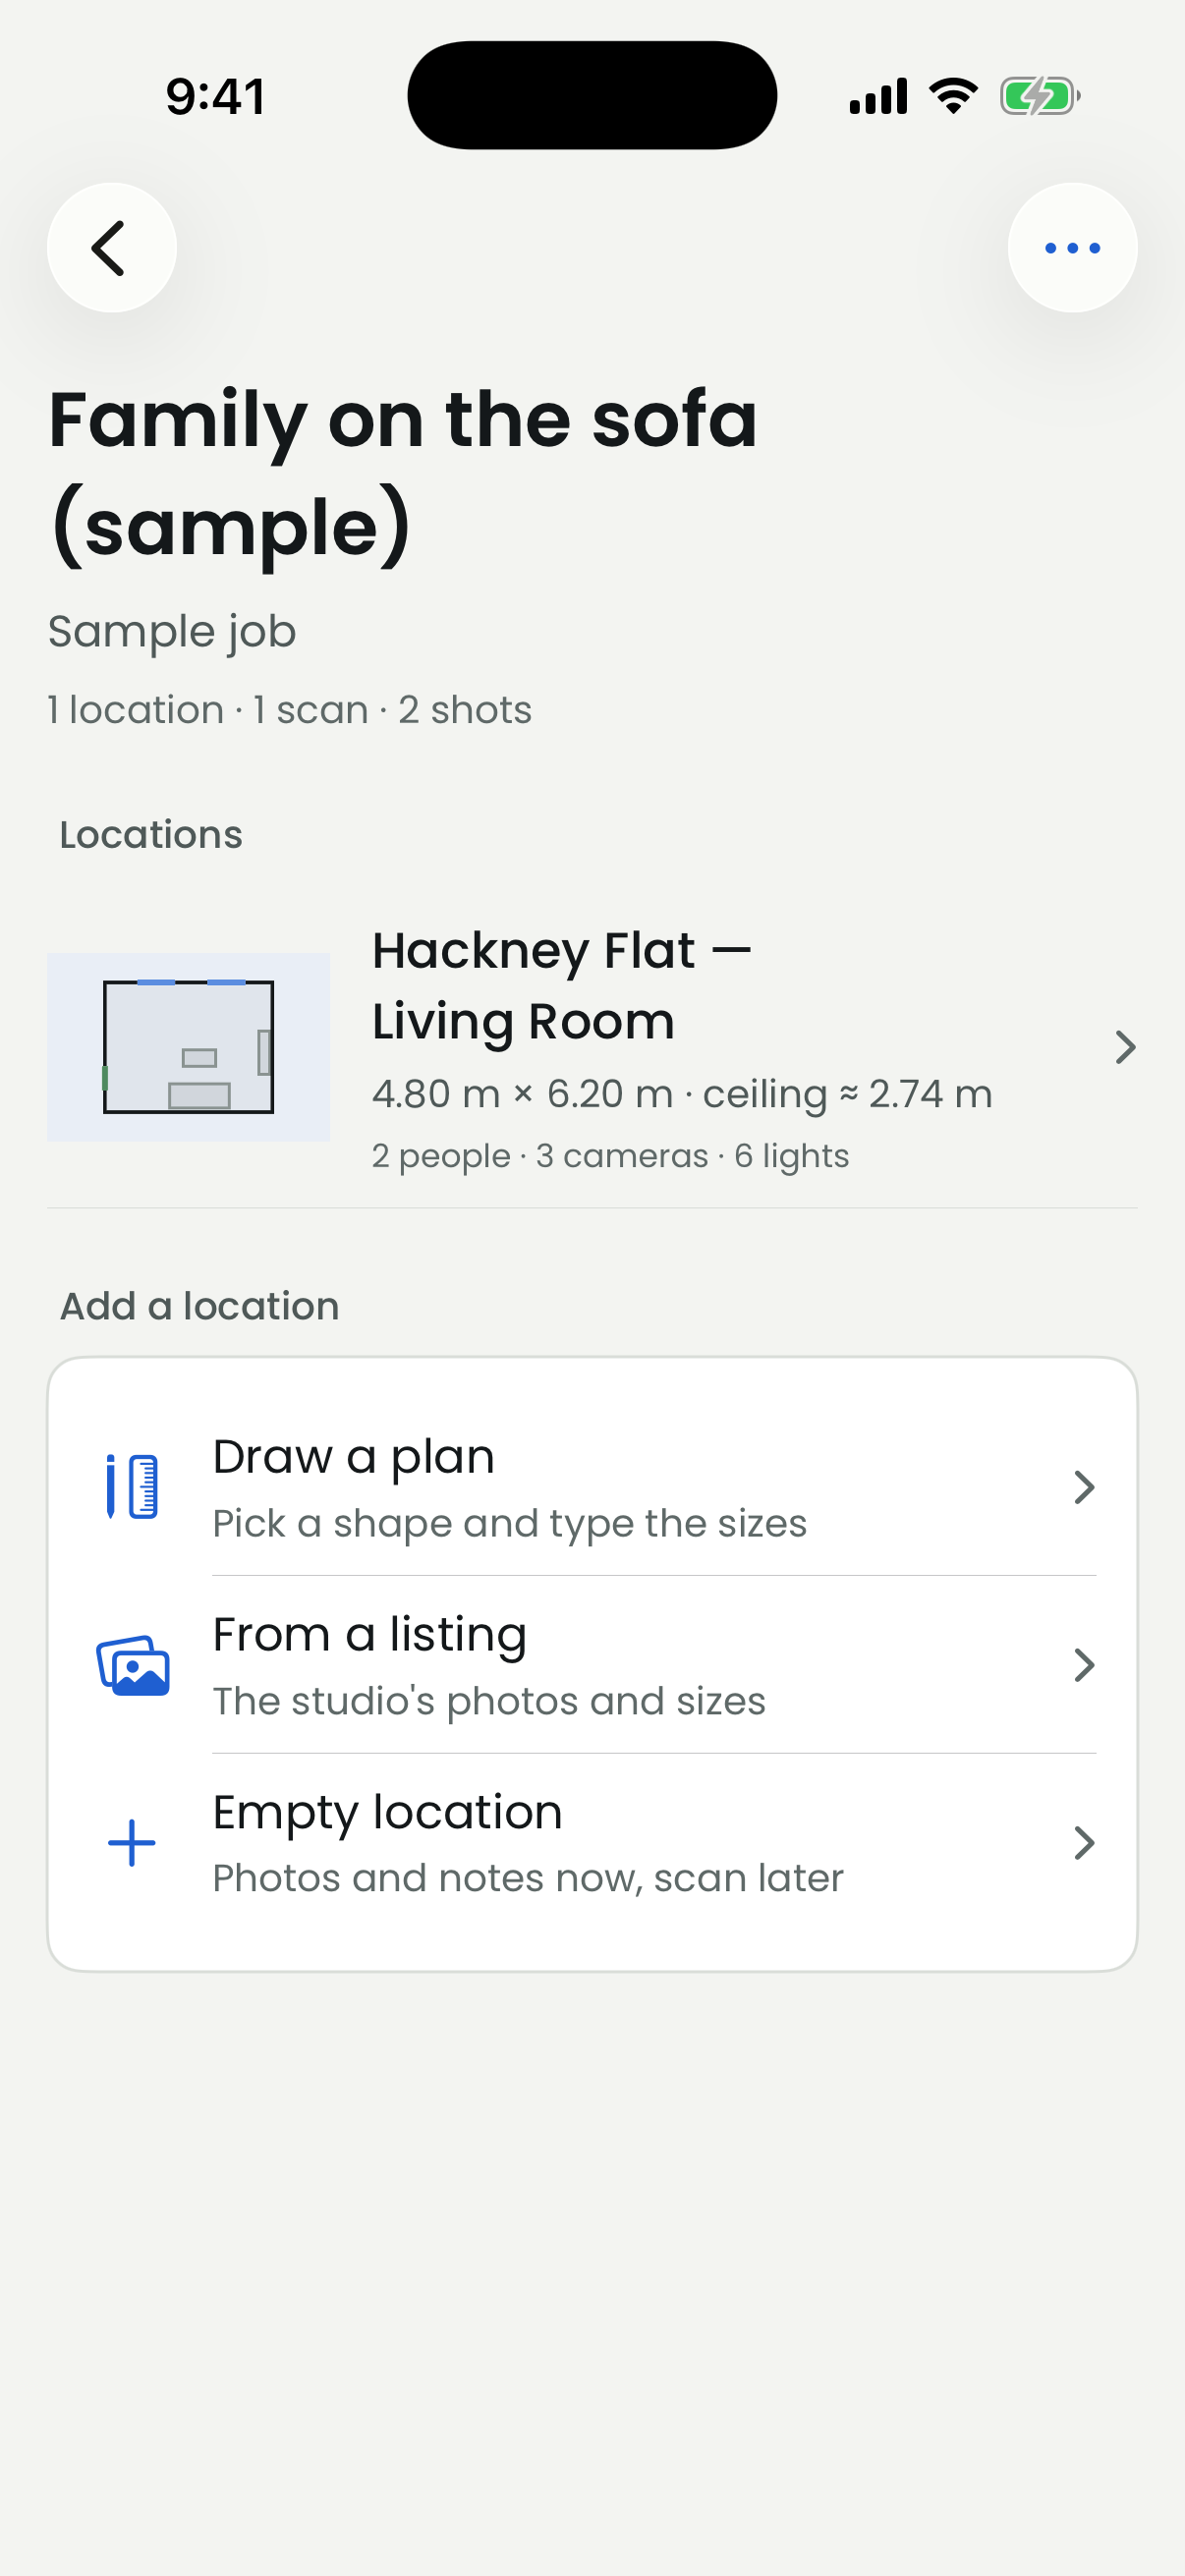 9:41
Family on the sofa
(sample)
Sample job
1 location · 1 scan · 2 shots
Locations
Hackney Flat —
Living Room
4.80 m × 6.20 m · ceiling ≈ 2.74 m
2 people · 3 cameras · 6 lights
Add a location
Draw a plan
Pick a shape and type the sizes
From a listing
The studio's photos and sizes
Empty location
Photos and notes now, scan later